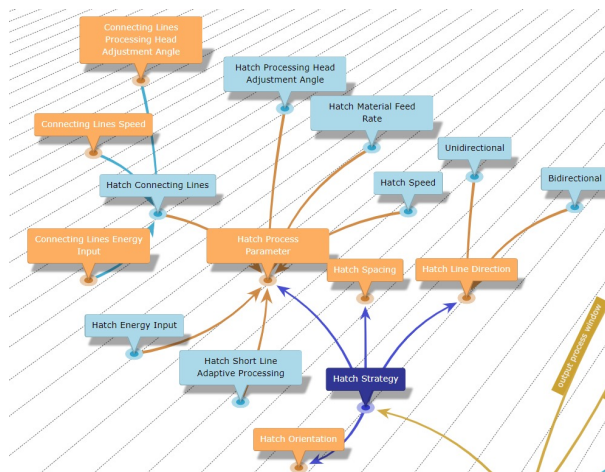 Connecting Lines
Processing Head
Adjustment Angle
Hatch Processing Head
Adjustment Angle
Hatch Material Feed
Rate
Connecting Lines Speed
Unidirectional
Hatch Connecting Lines
Hatch Speed
Bidirectional
Connecting Lines Energy
Input
Hatch Process
Parameter
Hatch Spacing
Hatch Line Direction
Hatch Energy Input
Hatch Short Line
Adaptive Processing
Hatch Strategy
output process window
Hatch Orientation